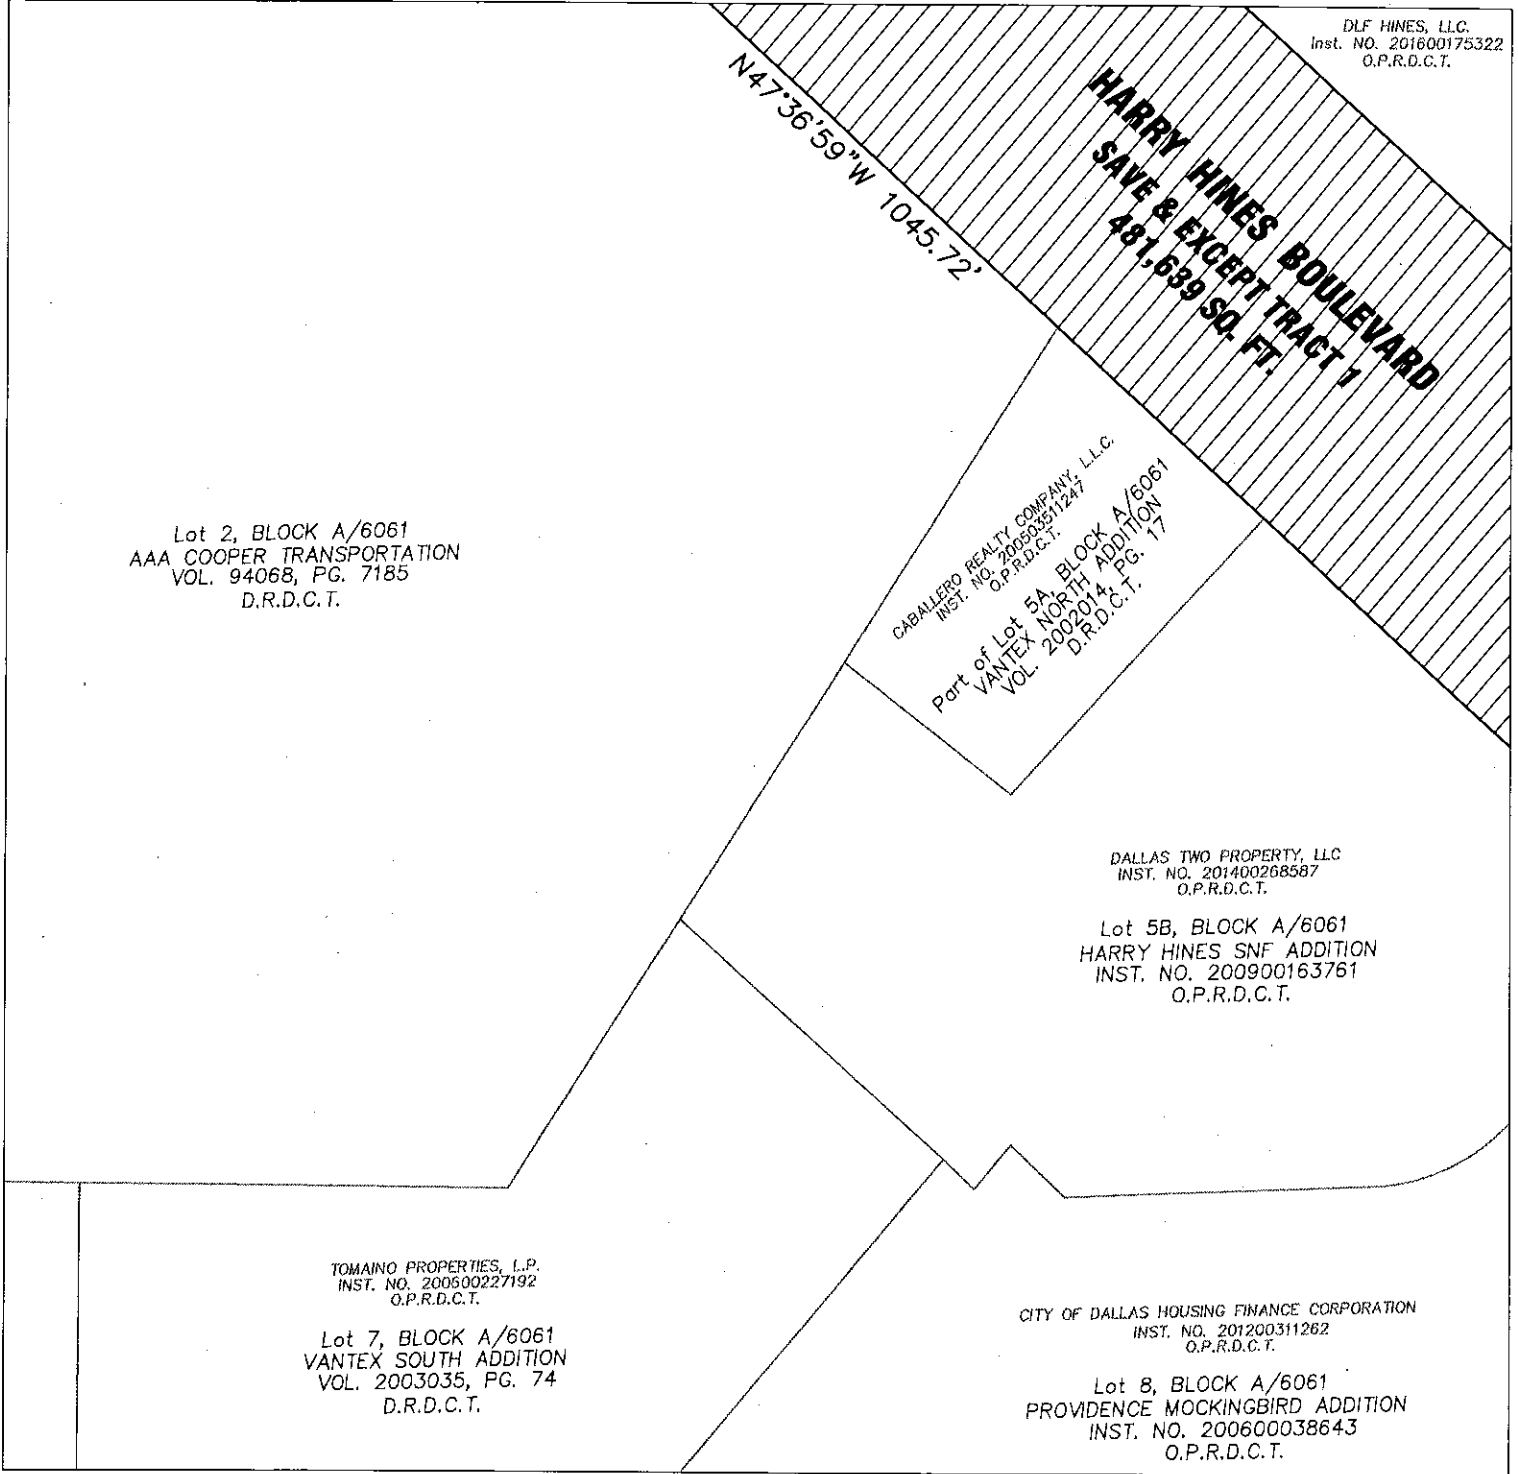 DLF HINES, LLC.
Inst. NO. 201600175322
O.P.R.D.C.T.
N47°36'59"W 1045.72'
HARRY HINES BOULEVARD
SAVE & EXCEPT TRACT 1
481,639 SQ. FT.
CABALLERO REALTY COMPANY, L.L.C.
INST. NO. 200503511247
O.P.R.D.C.T.
Part of Lot 5A, BLOCK A/6061
VANTEX NORTH ADDITION
VOL. 2002014, PG. 17
D.R.D.C.T.
Lot 2, BLOCK A/6061
AAA COOPER TRANSPORTATION
VOL. 94068, PG. 7185
D.R.D.C.T.
DALLAS TWO PROPERTY, LLC
INST. NO. 201400268587
O.P.R.D.C.T.
Lot 5B, BLOCK A/6061
HARRY HINES SNF ADDITION
INST. NO. 200900163761
O.P.R.D.C.T.
TOMAINO PROPERTIES, L.P.
INST. NO. 200600227192
O.P.R.D.C.T.
Lot 7, BLOCK A/6061
VANTEX SOUTH ADDITION
VOL. 2003035, PG. 74
D.R.D.C.T.
CITY OF DALLAS HOUSING FINANCE CORPORATION
INST. NO. 201200311262
O.P.R.D.C.T.
Lot 8, BLOCK A/6061
PROVIDENCE MOCKINGBIRD ADDITION
INST. NO. 200600038643
O.P.R.D.C.T.